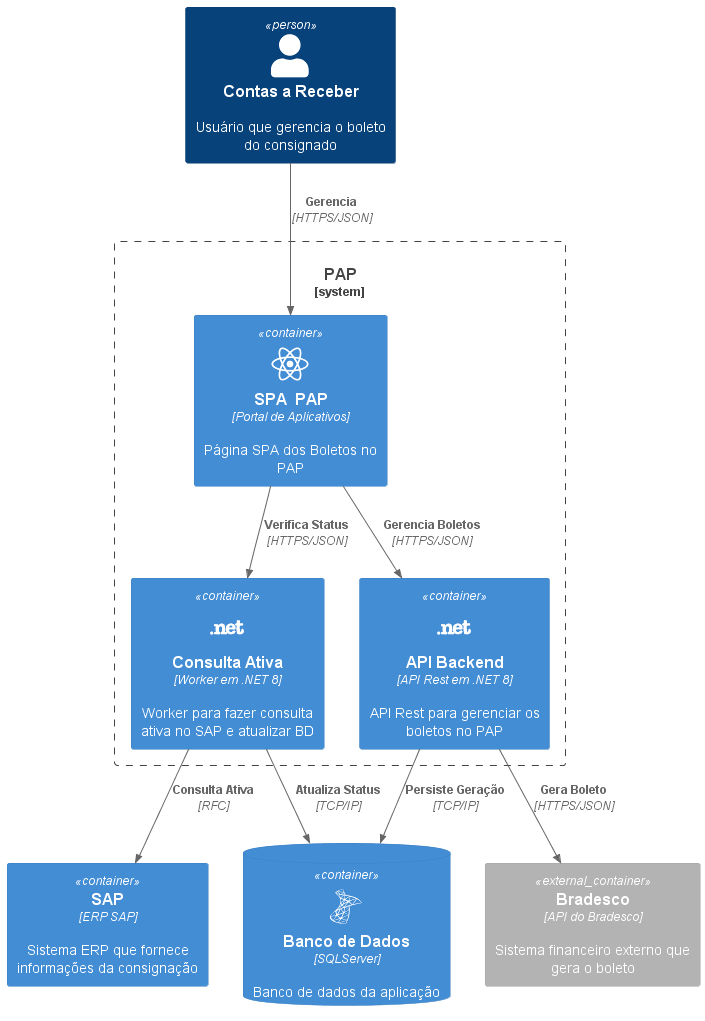 «person»
Contas a Receber
Usuário que gerencia o boleto
do consignado
Gerencia
[HTTPS/JSON]
PAP
[system]
«container»
SPA PAP
[Portal de Aplicativos]
Página SPA dos Boletos no
PAP
Verifica Status
[HTTPS/JSON]
Gerencia Boletos
[HTTPS/JSON]
«container»
.net
Consulta Ativa
[Worker em .NET 8]
Worker para fazer consulta
ativa no SAP e atualizar BD
«container»
.net
API Backend
[API Rest em .NET 8]
API Rest para gerenciar os
boletos no PAP
Consulta Ativa
[RFC]
Atualiza Status
[TCP/IP]
Persiste Geração
[TCP/IP]
Gera Boleto
[HTTPS/JSON]
«container»
SAP
[ERP SAP]
Sistema ERP que fornece
informações da consignação
«container»
Banco de Dados
[SQLServer]
Banco de dados da aplicação
«external_container»
Bradesco
[API do Bradesco]
Sistema financeiro externo que
gera o boleto